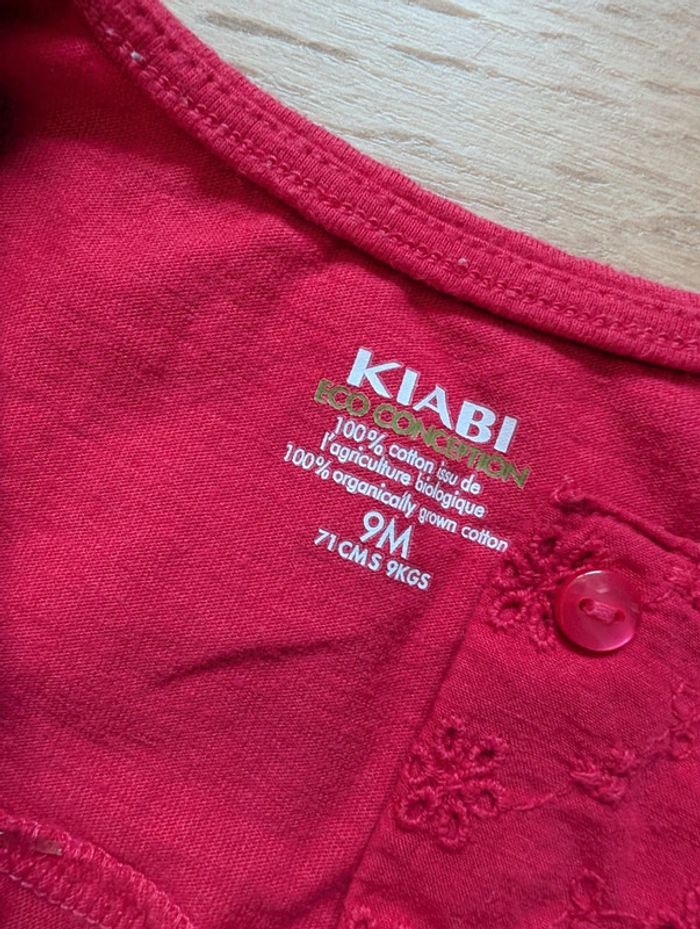 KIABI
ECO CONCEPTION
100% cotton issu de
l'agriculture biologique
100% organically grown cotton
9M
71CMS 9KGS